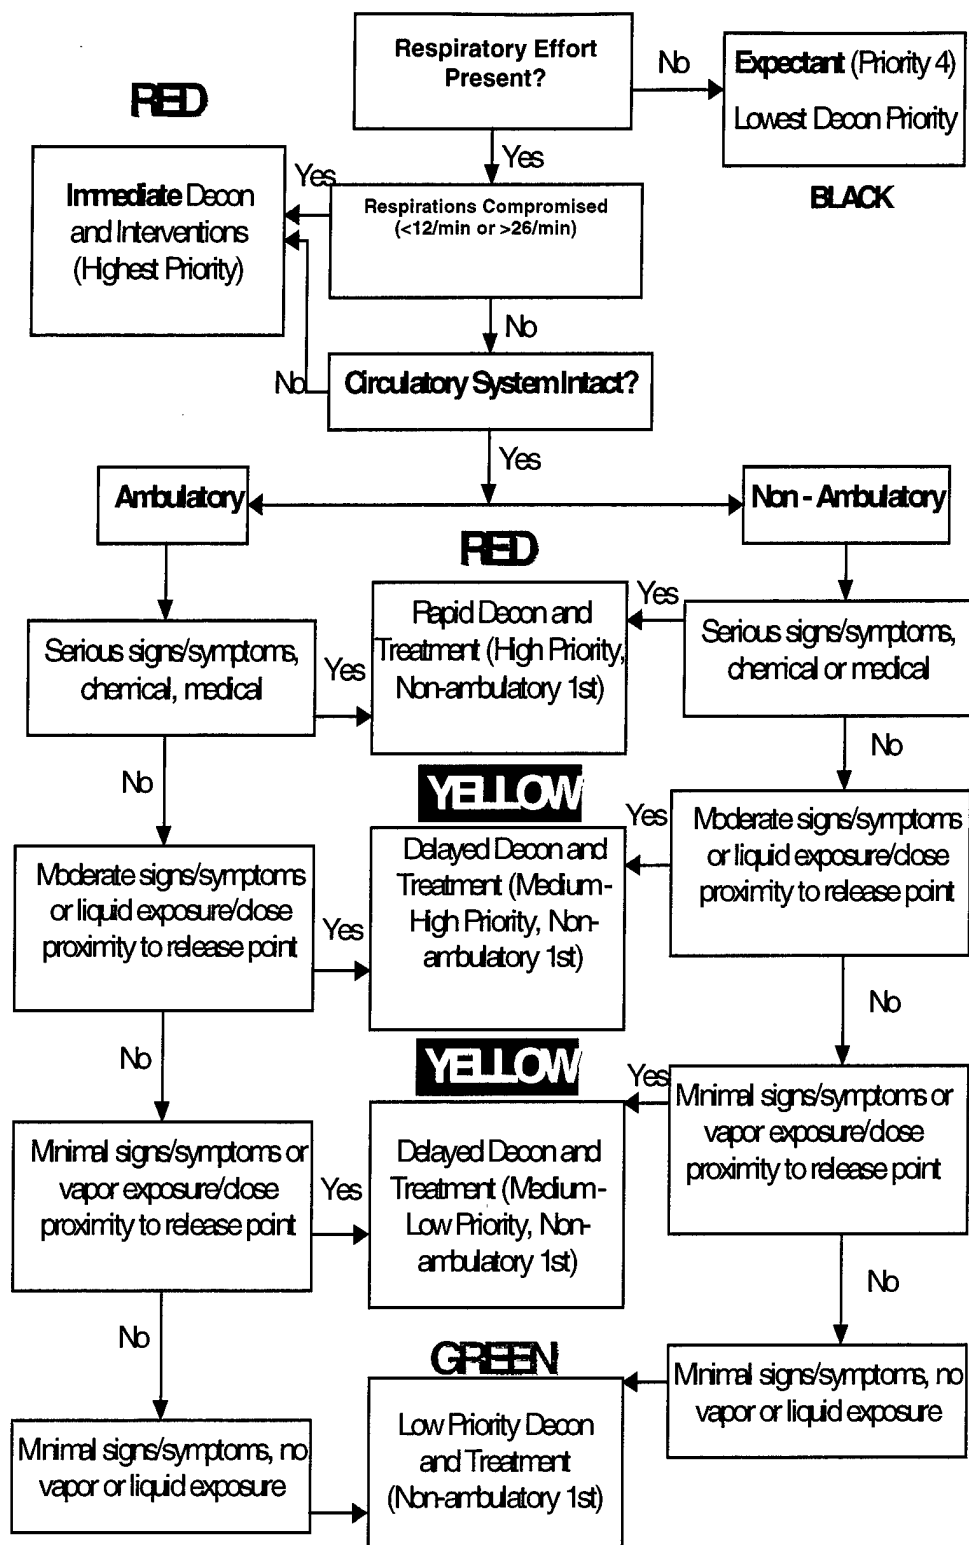 Respiratory Effort
Present?
No
Expectant (Priority 4)
Lowest Decon Priority
BLACK
RED
Yes
Immediate Decon
and Interventions
(Highest Priority)
Yes
Respirations Compromised
(<12/min or >26/min)
No
No
Circulatory System Intact?
Yes
Ambulatory
Non - Ambulatory
RED
Serious signs/symptoms,
chemical, medical
Yes
Rapid Decon and
Treatment (High Priority,
Non-ambulatory 1st)
Yes
Serious signs/symptoms,
chemical or medical
No
No
YELLOW
Moderate signs/symptoms
or liquid exposure/close
proximity to release point
Yes
Delayed Decon and
Treatment (Medium-
High Priority, Non-
ambulatory 1st)
Yes
Moderate signs/symptoms
or liquid exposure/close
proximity to release point
No
No
YELLOW
Minimal signs/symptoms or
vapor exposure/close
proximity to release point
Yes
Delayed Decon and
Treatment (Medium-
Low Priority, Non-
ambulatory 1st)
Yes
Minimal signs/symptoms or
vapor exposure/close
proximity to release point
No
No
GREEN
Minimal signs/symptoms, no
vapor or liquid exposure
Low Priority Decon
and Treatment
(Non-ambulatory 1st)
Minimal signs/symptoms, no
vapor or liquid exposure